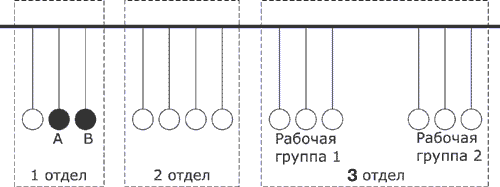 А
В
Рабочая
группа 1
Рабочая
группа 2
1 отдел
2 отдел
3 отдел